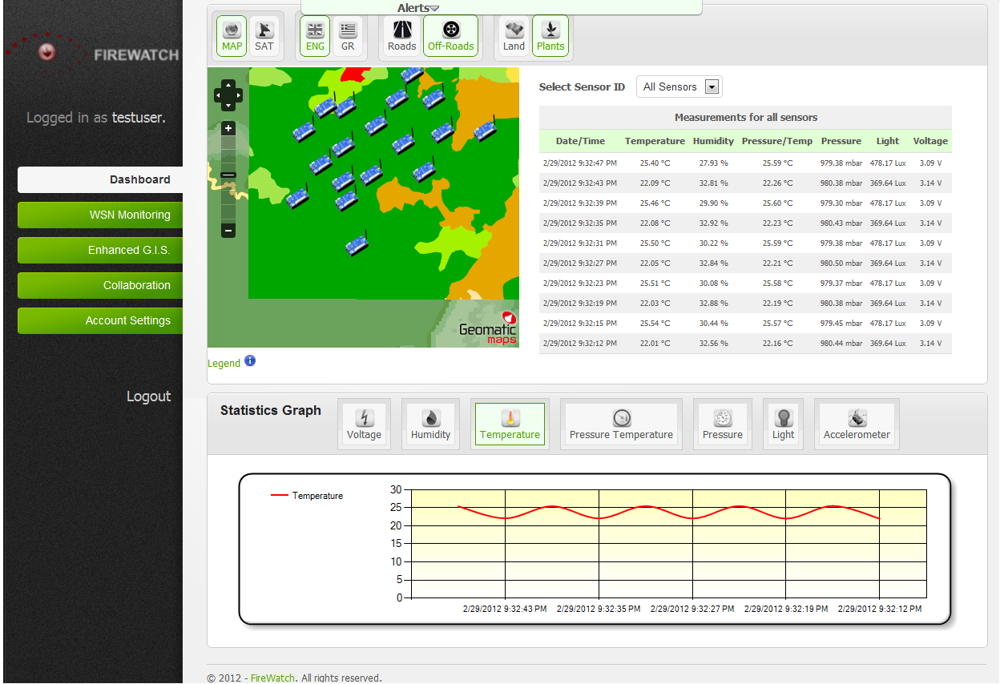 Alerts
MAP SAT ENG GR Roads Off-Roads Land Plants
FIREWATCH
Logged in as testuser.
Dashboard
WSN Monitoring
Enhanced G.I.S.
Collaboration
Account Settings
Logout
+
−
Geomatic
maps
Legend i
Select Sensor ID All Sensors
Measurements for all sensors
Date/Time Temperature Humidity Pressure/Temp Pressure Light Voltage
2/29/2012 9:32:47 PM 25.40 °C 27.93 % 25.59 °C 979.38 mbar 478.17 Lux 3.09 V
2/29/2012 9:32:43 PM 22.09 °C 32.81 % 22.26 °C 980.38 mbar 369.64 Lux 3.14 V
2/29/2012 9:32:39 PM 25.46 °C 29.90 % 25.60 °C 979.30 mbar 478.17 Lux 3.09 V
2/29/2012 9:32:35 PM 22.08 °C 32.92 % 22.23 °C 980.43 mbar 369.64 Lux 3.14 V
2/29/2012 9:32:31 PM 25.50 °C 30.22 % 25.59 °C 979.38 mbar 478.17 Lux 3.09 V
2/29/2012 9:32:27 PM 22.05 °C 32.84 % 22.21 °C 980.50 mbar 369.64 Lux 3.14 V
2/29/2012 9:32:23 PM 25.51 °C 30.08 % 25.58 °C 979.37 mbar 478.17 Lux 3.09 V
2/29/2012 9:32:19 PM 22.03 °C 32.88 % 22.19 °C 980.38 mbar 369.64 Lux 3.14 V
2/29/2012 9:32:15 PM 25.54 °C 30.44 % 25.57 °C 979.45 mbar 478.17 Lux 3.09 V
2/29/2012 9:32:12 PM 22.01 °C 32.56 % 22.16 °C 980.44 mbar 369.64 Lux 3.14 V
Statistics Graph
Voltage Humidity Temperature Pressure Temperature Pressure Light Accelerometer
Temperature
30
25
20
15
10
5
0
2/29/2012 9:32:43 PM 2/29/2012 9:32:35 PM 2/29/2012 9:32:27 PM 2/29/2012 9:32:19 PM 2/29/2012 9:32:12 PM
© 2012 - FireWatch. All rights reserved.